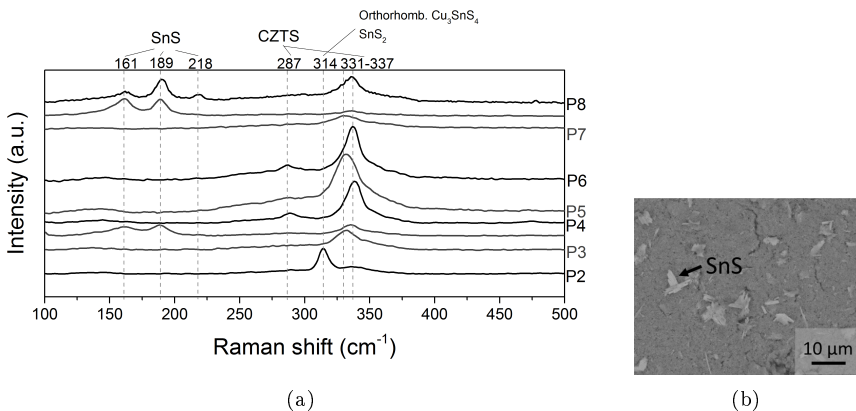 (a)
Orthorhomb. Cu₃SnS₄
SnS₂
SnS
CZTS
161 189 218 287 314 331-337
Intensity (a.u.)
P8
P7
P6
P5
P4
P3
P2
100 150 200 250 300 350 400 450 500
Raman shift (cm⁻¹)
SnS
10 µm
(a)
(b)